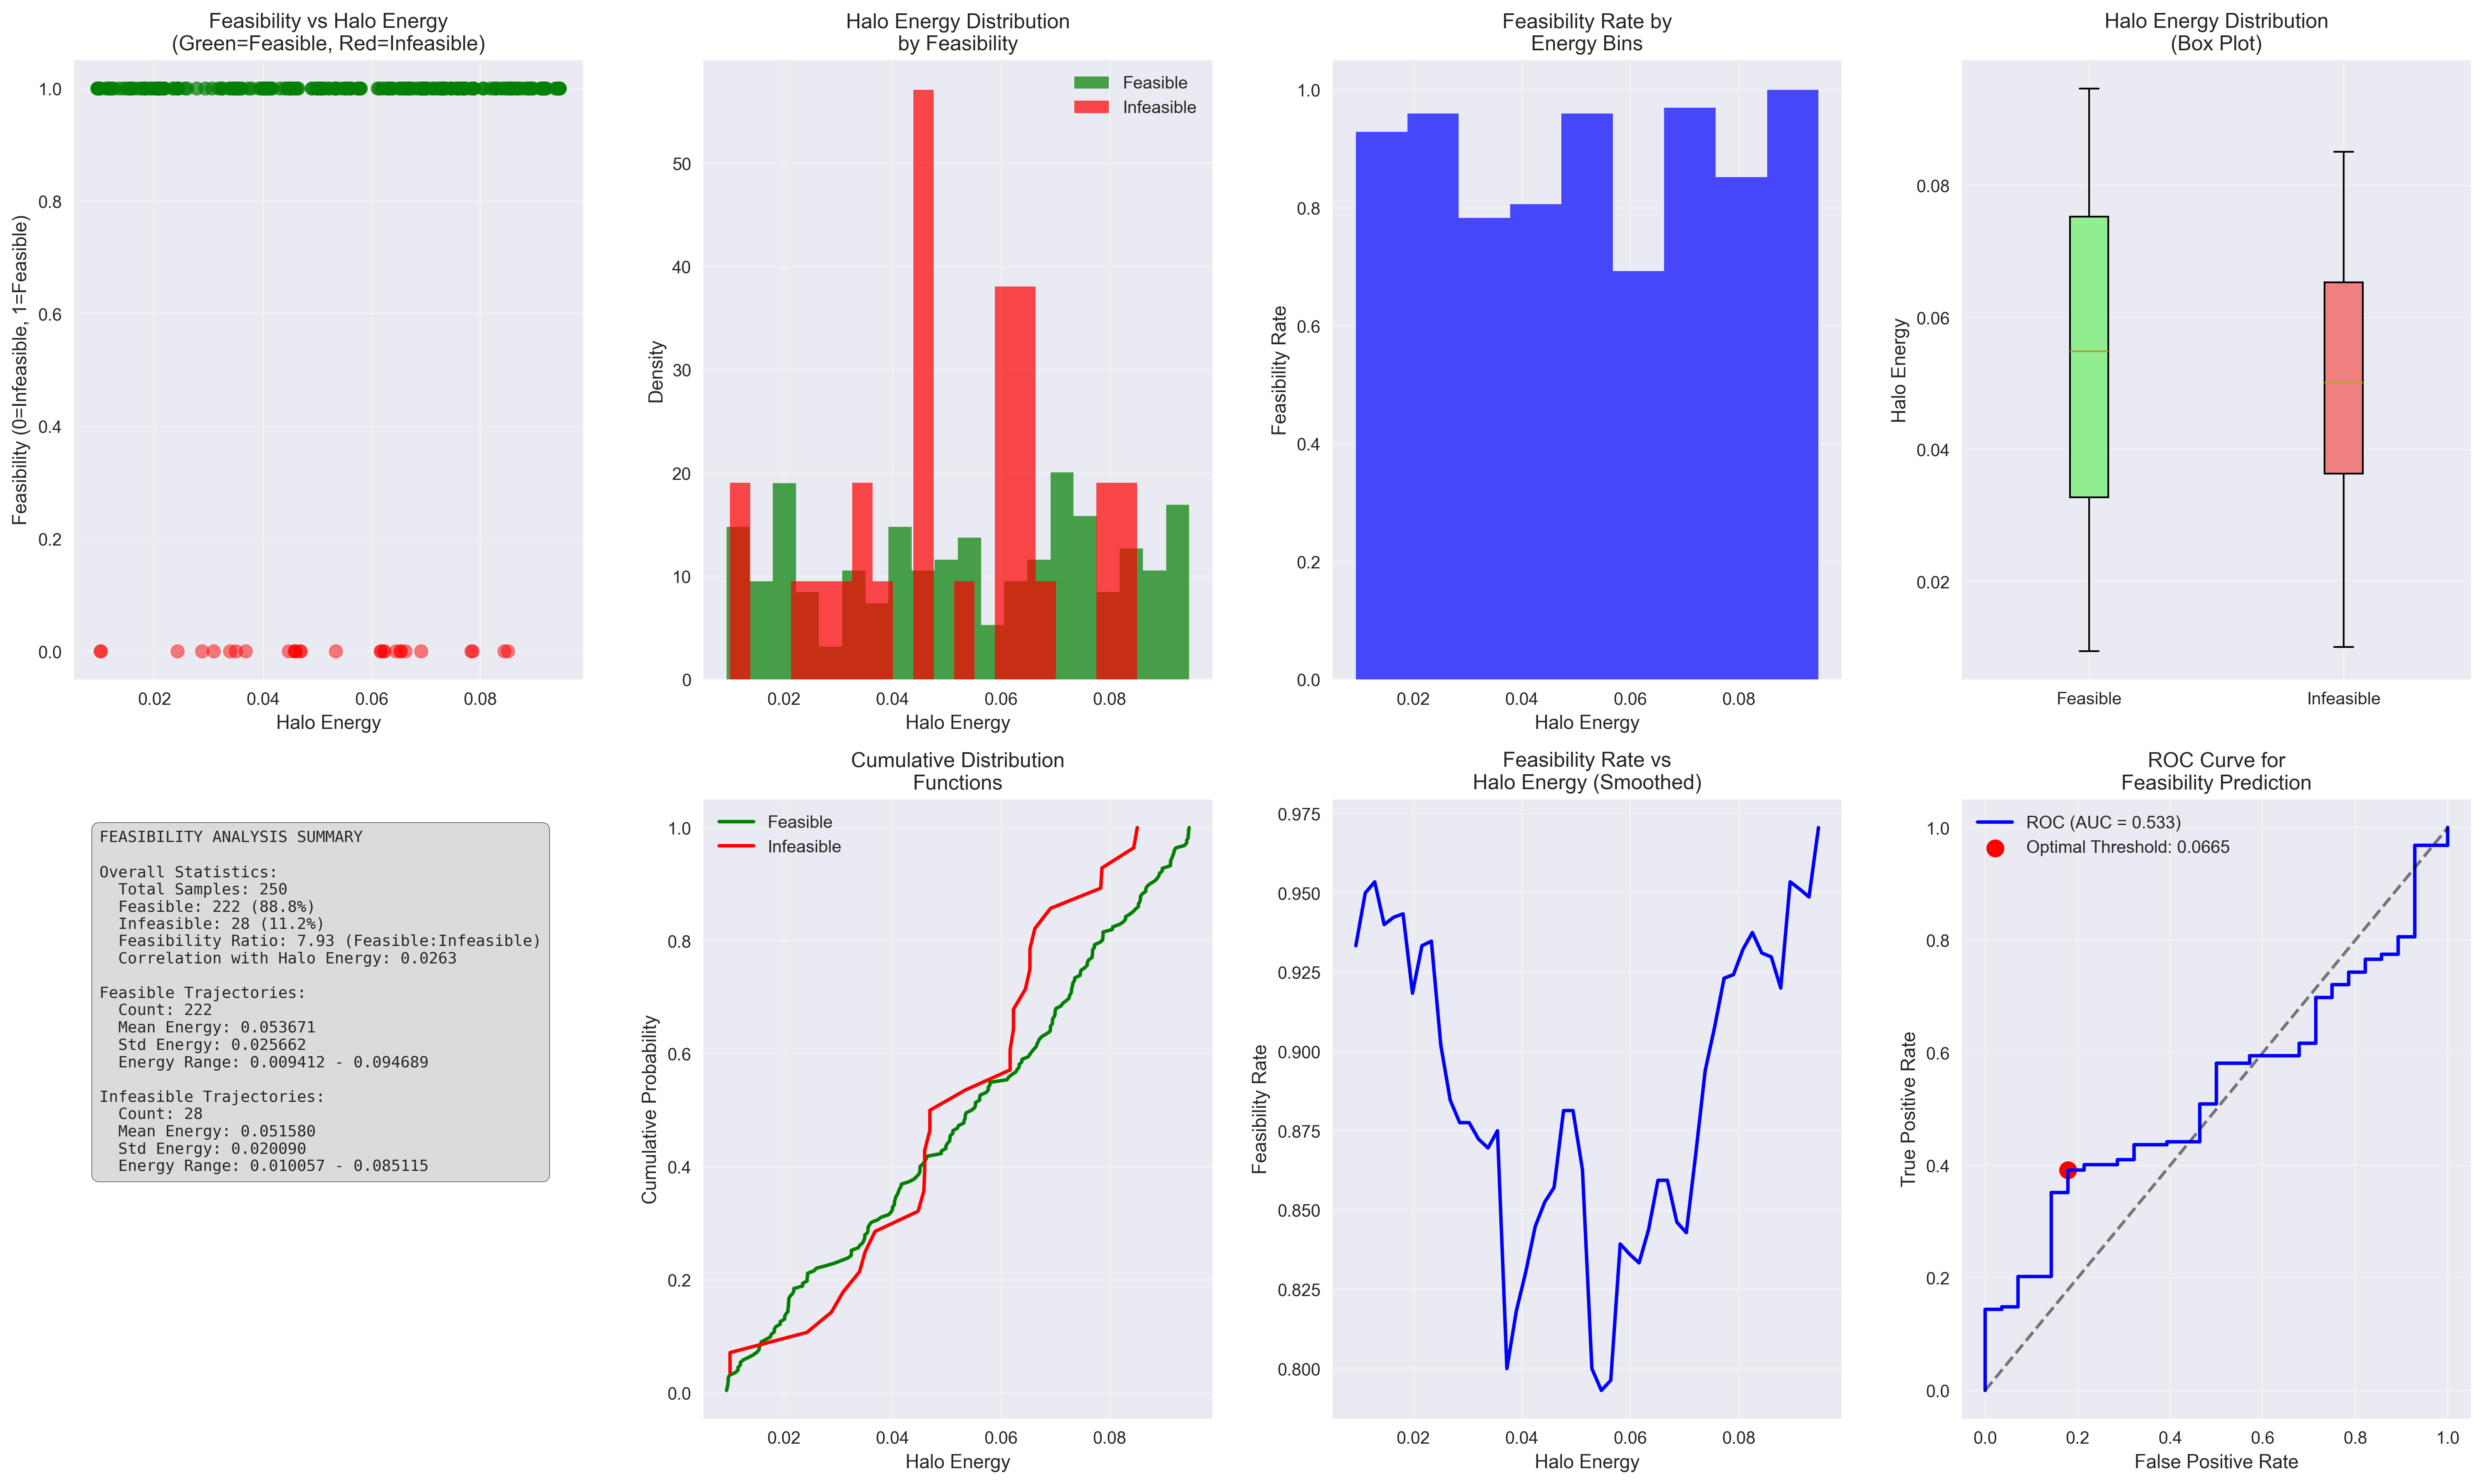 Feasibility vs Halo Energy
(Green=Feasible, Red=Infeasible)
Feasibility (0=Infeasible, 1=Feasible)
1.0
0.8
0.6
0.4
0.2
0.0
0.02 0.04 0.06 0.08
Halo Energy
Halo Energy Distribution
by Feasibility
Feasible
Infeasible
Density
50
40
30
20
10
0
0.02 0.04 0.06 0.08
Halo Energy
Feasibility Rate by
Energy Bins
Feasibility Rate
1.0
0.8
0.6
0.4
0.2
0.0
0.02 0.04 0.06 0.08
Halo Energy
Halo Energy Distribution
(Box Plot)
Halo Energy
0.08
0.06
0.04
0.02
Feasible Infeasible
FEASIBILITY ANALYSIS SUMMARY
Overall Statistics:
Total Samples: 250
Feasible: 222 (88.8%)
Infeasible: 28 (11.2%)
Feasibility Ratio: 7.93 (Feasible:Infeasible)
Correlation with Halo Energy: 0.0263
Feasible Trajectories:
Count: 222
Mean Energy: 0.053671
Std Energy: 0.025662
Energy Range: 0.009412 - 0.094689
Infeasible Trajectories:
Count: 28
Mean Energy: 0.051580
Std Energy: 0.020090
Energy Range: 0.010057 - 0.085115
Cumulative Distribution
Functions
Feasible
Infeasible
Cumulative Probability
1.0
0.8
0.6
0.4
0.2
0.0
0.02 0.04 0.06 0.08
Halo Energy
Feasibility Rate vs
Halo Energy (Smoothed)
Feasibility Rate
0.975
0.950
0.925
0.900
0.875
0.850
0.825
0.800
0.02 0.04 0.06 0.08
Halo Energy
ROC Curve for
Feasibility Prediction
ROC (AUC = 0.533)
Optimal Threshold: 0.0665
True Positive Rate
1.0
0.8
0.6
0.4
0.2
0.0
0.0 0.2 0.4 0.6 0.8 1.0
False Positive Rate